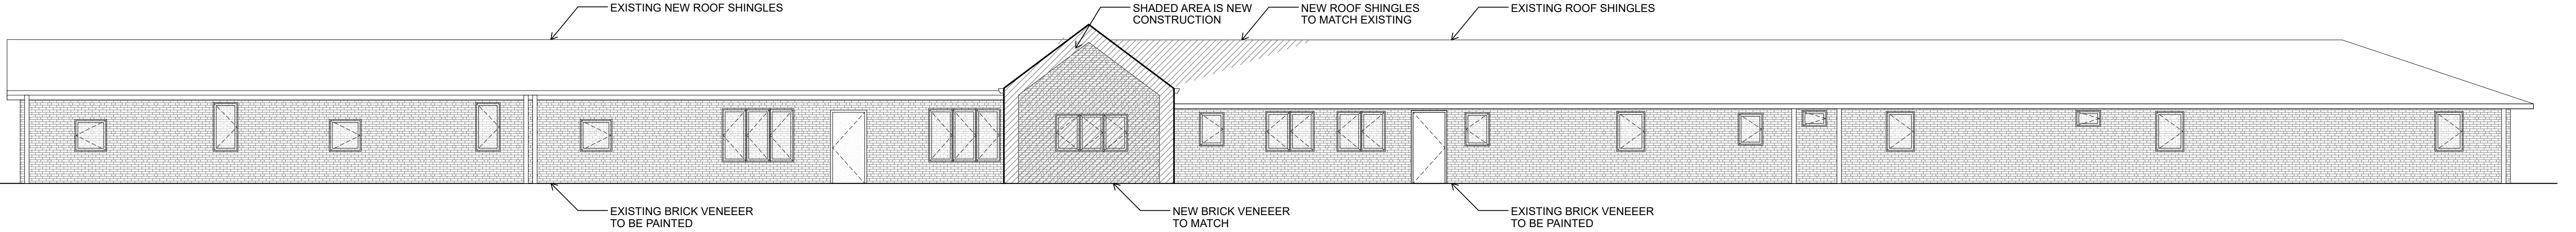 EXISTING NEW ROOF SHINGLES
SHADED AREA IS NEW
CONSTRUCTION
NEW ROOF SHINGLES
TO MATCH EXISTING
EXISTING ROOF SHINGLES
EXISTING BRICK VENEEER
TO BE PAINTED
NEW BRICK VENEEER
TO MATCH
EXISTING BRICK VENEEER
TO BE PAINTED